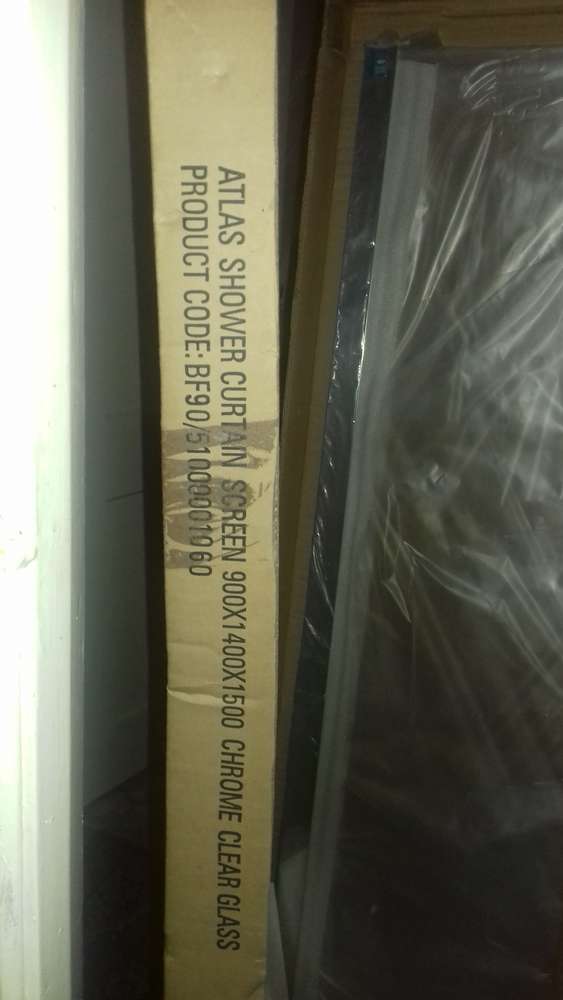 ATLAS SHOWER CURTAIN SCREEN 900X1400X1500 CHROME CLEAR GLASS
PRODUCT CODE: BF90/5100001960